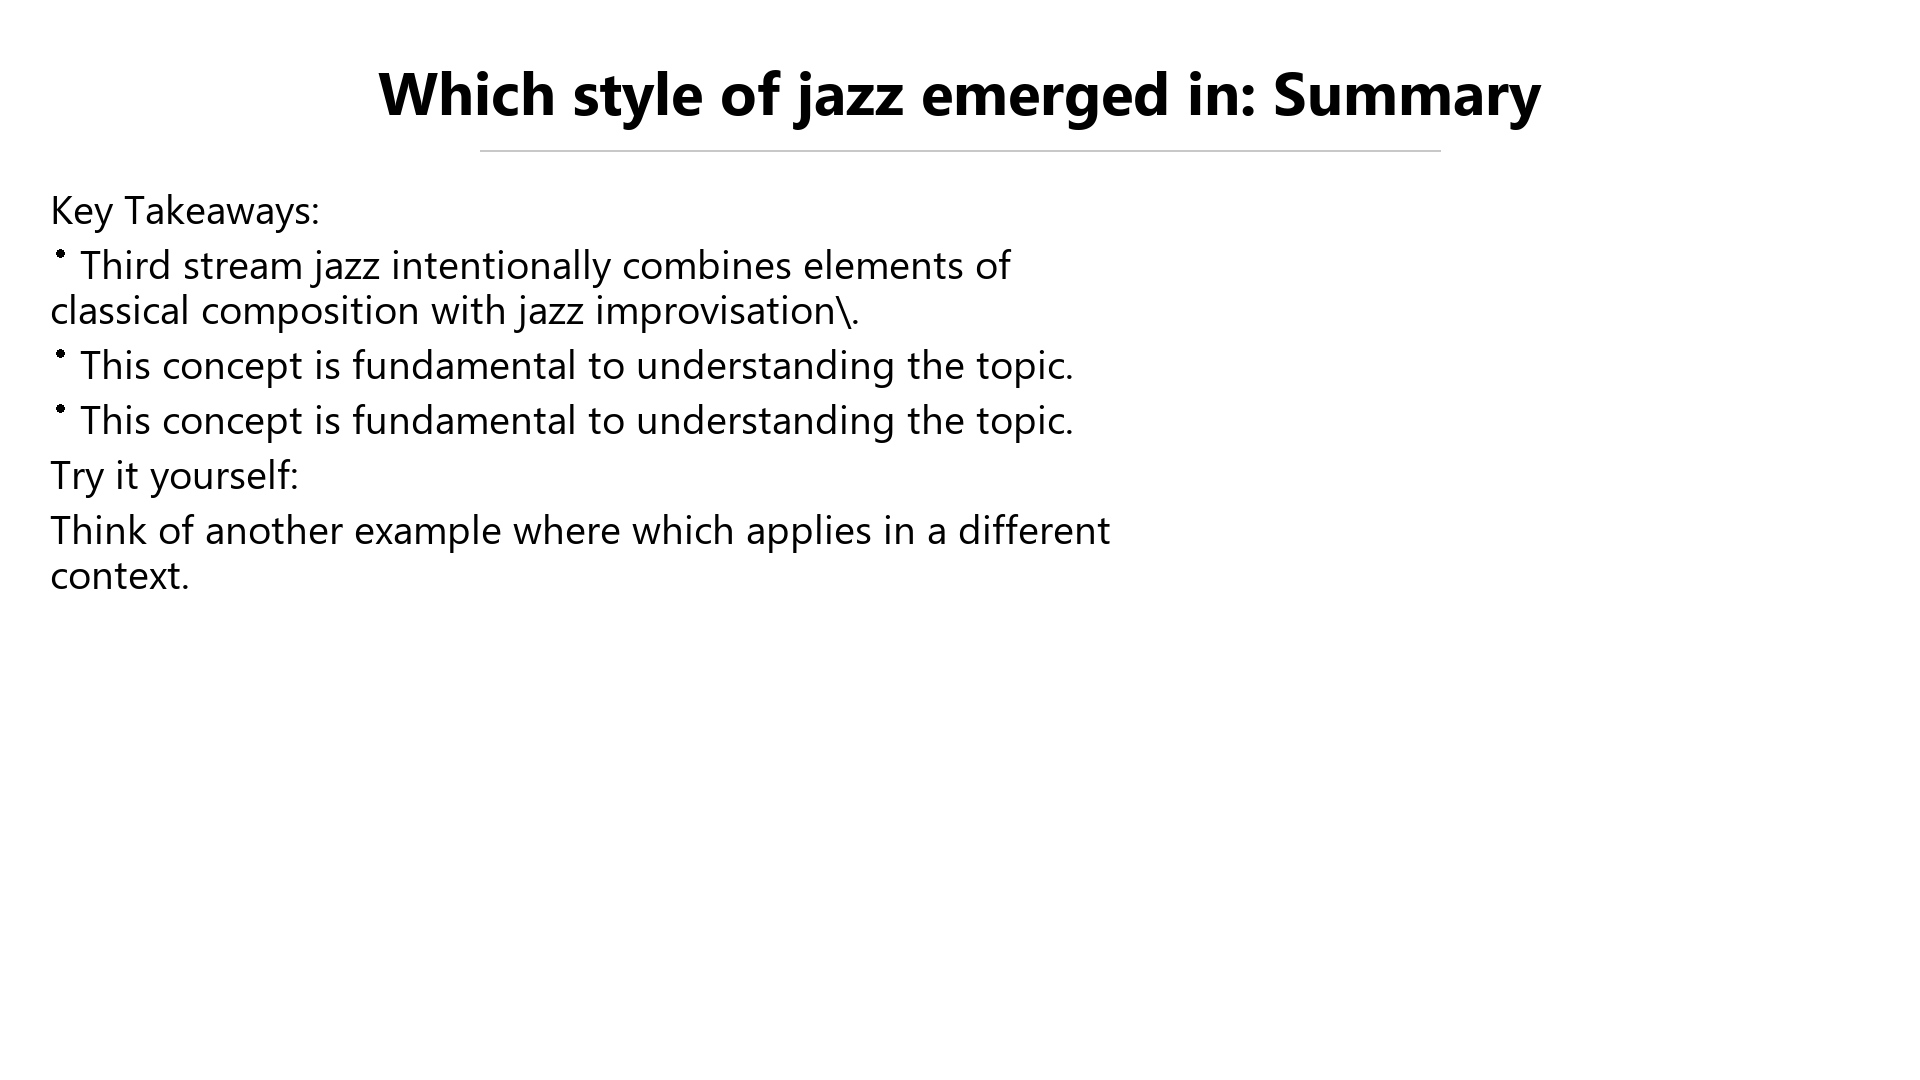 Which style of jazz emerged in: Summary
Key Takeaways:
• Third stream jazz intentionally combines elements of
classical composition with jazz improvisation\.
• This concept is fundamental to understanding the topic.
• This concept is fundamental to understanding the topic.
Try it yourself:
Think of another example where which applies in a different
context.